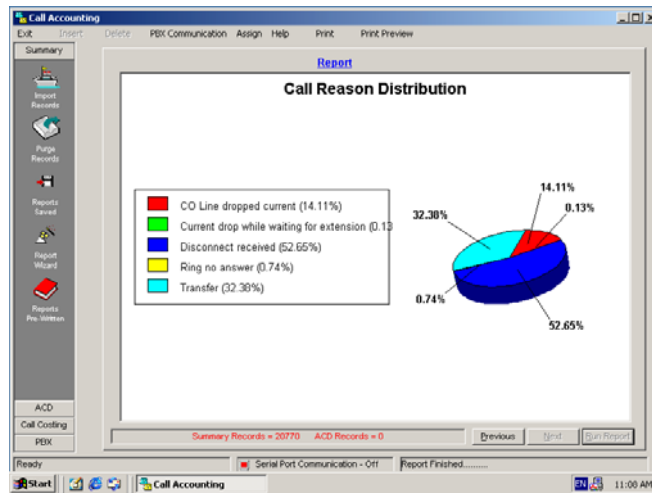 Call Accounting
Exit Insert Delete PBX Communication Assign Help Print Print Preview
Summary
Import Records
Purge Records
Reports Saved
Report Wizard
Reports Pre-Written
ACD
Call Costing
PBX
Report
Call Reason Distribution
CO Line dropped current (14.11%)
Current drop while waiting for extension (0.13
Disconnect received (52.65%)
Ring no answer (0.74%)
Transfer (32.38%)
14.11%
0.13%
32.38%
0.74%
52.65%
Summary Records = 20770 ACD Records = 0
Previous Next Run Report
Ready Serial Port Communication - Off Report Finished..........
Start Call Accounting EN 11:00 AM